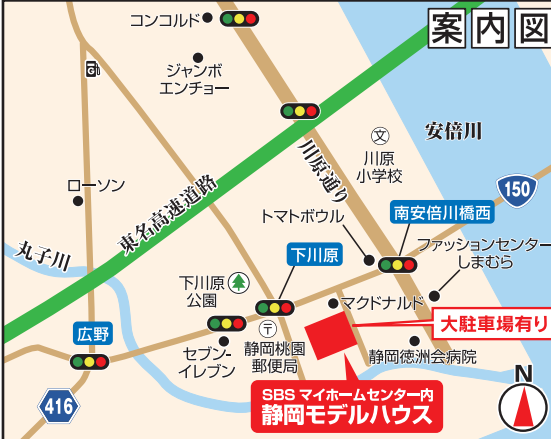 案内図
コンコルド
ジャンボ
エンチョー
安倍川
文
川原
小学校
川原通り
150
ローソン
東名高速道路
トマトボウル
南安倍川橋西
丸子川
ファッションセンター
しまむら
下川原
下川原
公園
マクドナルド
大駐車場有り
広野
〒
セブン-
イレブン
静岡桃園
郵便局
静岡徳洲会病院
N
SBS マイホームセンター内
静岡モデルハウス
416